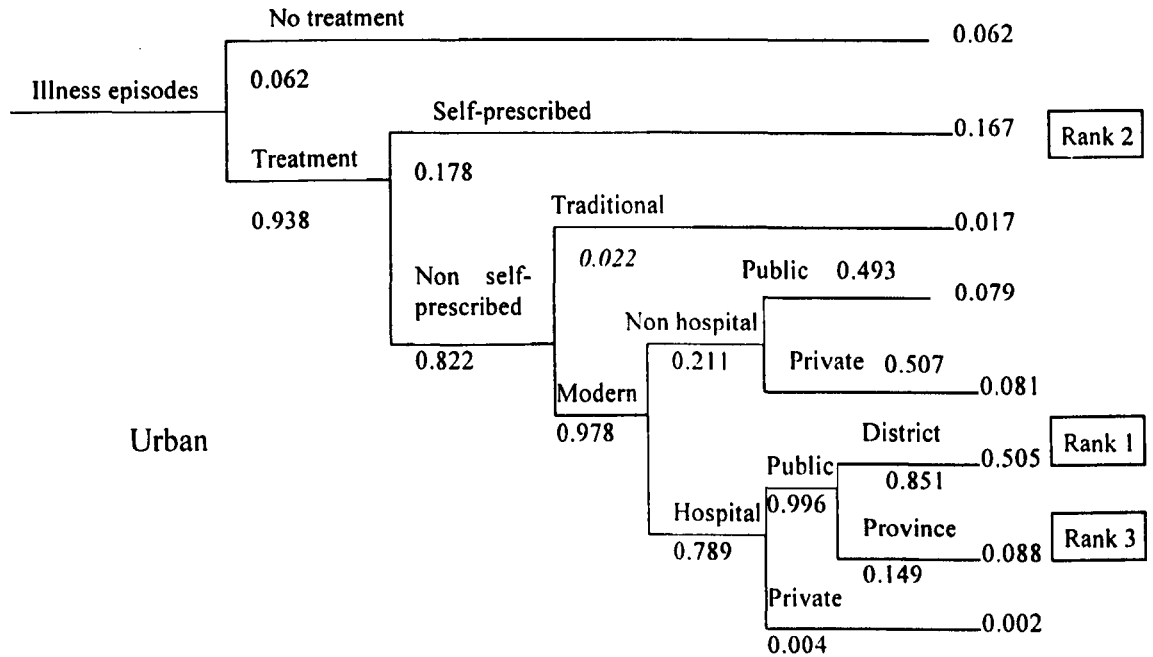 No treatment
0.062
Illness episodes
0.062
Self-prescribed
0.167
Rank 2
Treatment
0.178
0.938
Traditional
0.017
0.022
Public 0.493
Non self-
prescribed
0.079
Non hospital
0.822
0.211
Private 0.507
0.081
Modern
0.978
Urban
District
0.505
Rank 1
Public
0.851
0.996
Hospital
Province
0.088
Rank 3
0.789
0.149
Private
0.002
0.004